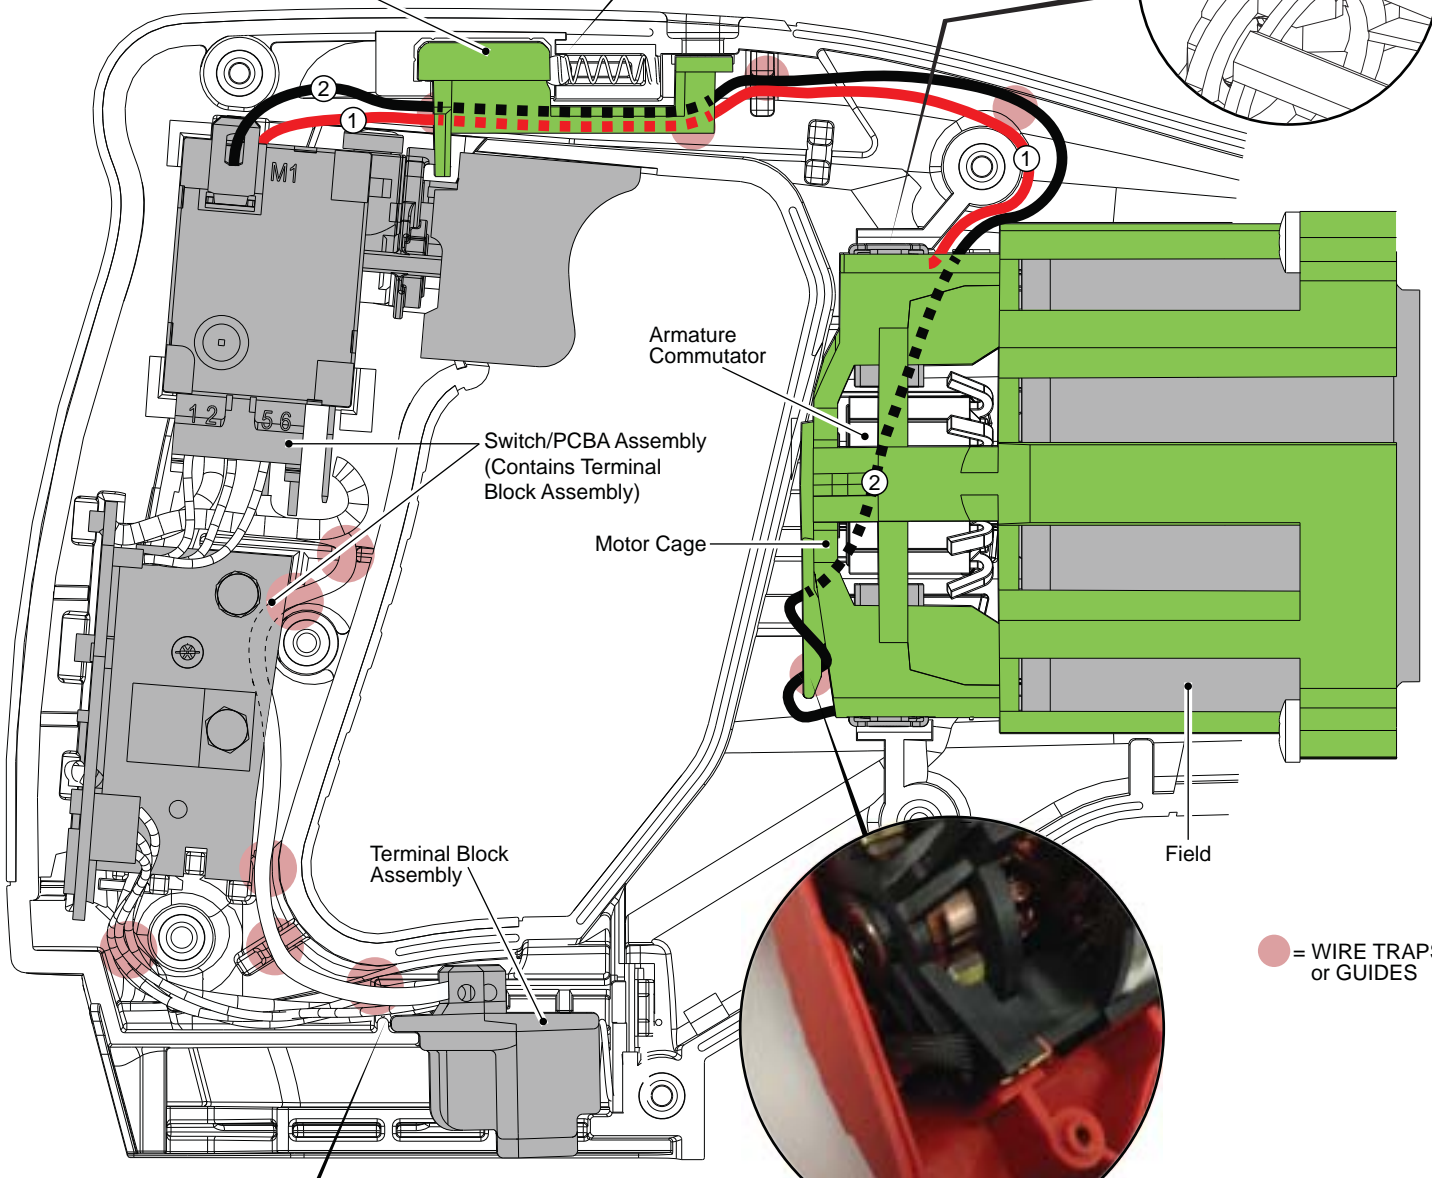 2
1
M1
1
Armature
Commutator
1 2
5 6
Switch/PCBA Assembly
(Contains Terminal
Block Assembly)
2
Motor Cage
Terminal Block
Assembly
Field
= WIRE TRAPS
or GUIDES